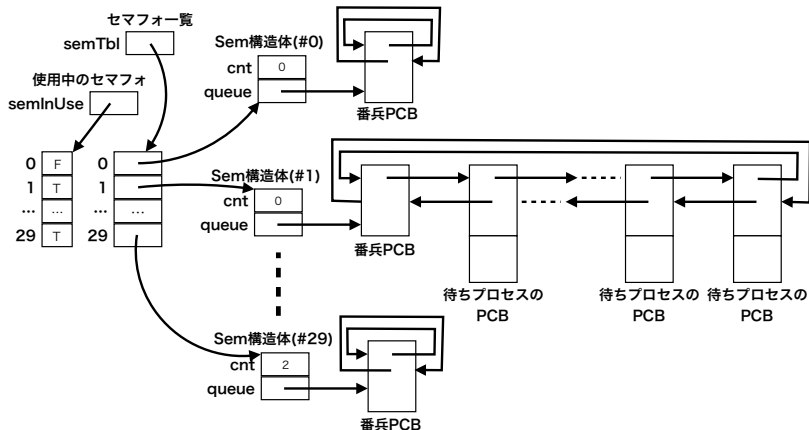 セマフォ一覧
semTbl
使用中のセマフォ
semInUse
0 F
1 T
... ...
29 T
0
1
... ...
29
Sem構造体(#0)
cnt 0
queue
番兵PCB
Sem構造体(#1)
cnt 0
queue
番兵PCB
待ちプロセスの
PCB
待ちプロセスの
PCB
待ちプロセスの
PCB
Sem構造体(#29)
cnt 2
queue
番兵PCB